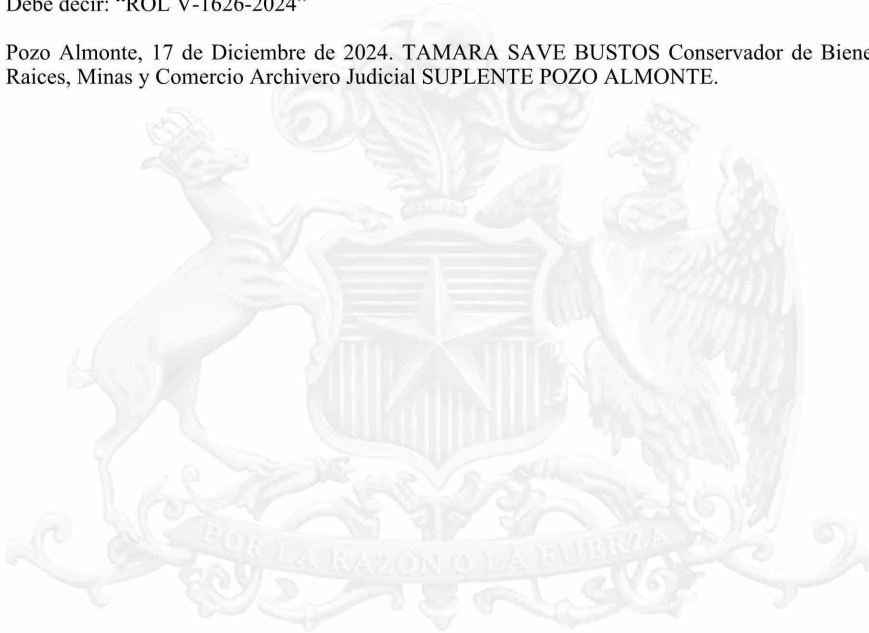 Debe decir: “ROL V-1626-2024”
Pozo Almonte, 17 de Diciembre de 2024. TAMARA SAVE BUSTOS Conservador de Biene
Raices, Minas y Comercio Archivero Judicial SUPLENTE POZO ALMONTE.
POR LA RAZÓN O LA FUERZA